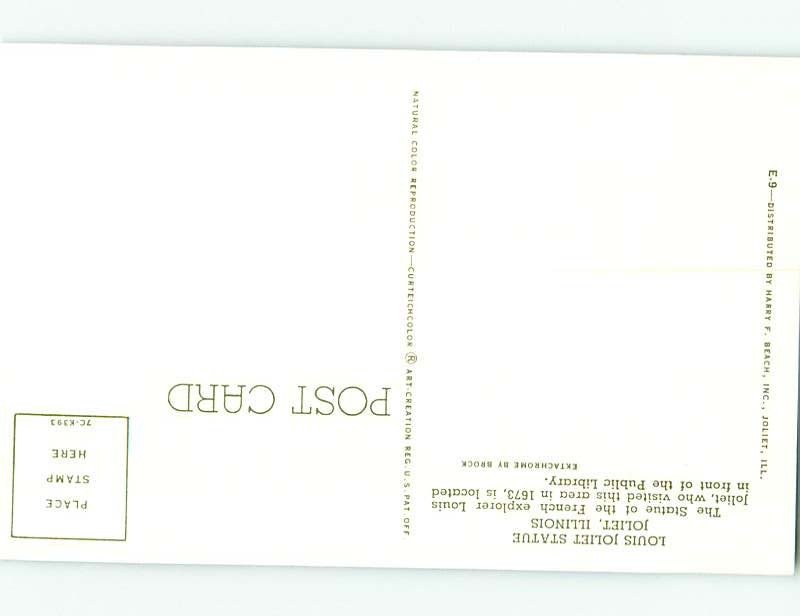 LOUIS JOLIET STATUE
JOLIET, ILLINOIS
The Statue of the French explorer Louis
Joliet, who visited this area in 1673, is located
in front of the Public Library.
EKTACHROME BY BROCK
E-9—DISTRIBUTED BY HARRY F. BEACH, INC., JOLIET, ILL.
NATURAL COLOR REPRODUCTION—CURTEICHCOLOR ® ART-CREATION REG. U.S. PAT. OFF
POST CARD
PLACE
STAMP
HERE
7C-K393